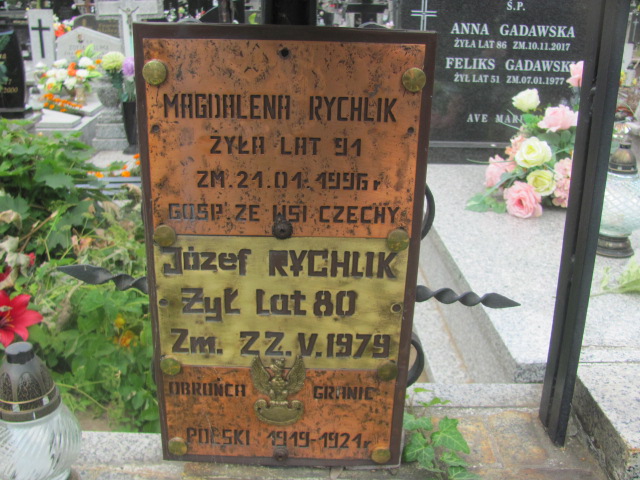 MAGDALENA RYCHLIK
ŻYŁA LAT 91
ZM. 21.01.1996 r
GOSP. ZE WSI CZECHY
Józef RYCHLIK
Żył Lat 80
Zm. 22.V.1979
OBROŃCA GRANIC
POLSKI 1919-1921 r
Ś.P.
ANNA GADAWSKA
ŻYŁA LAT 86 ZM.10.11.2017
FELIKS GADAWSKI
ŻYŁ LAT 51 ZM.07.01.1977
AVE